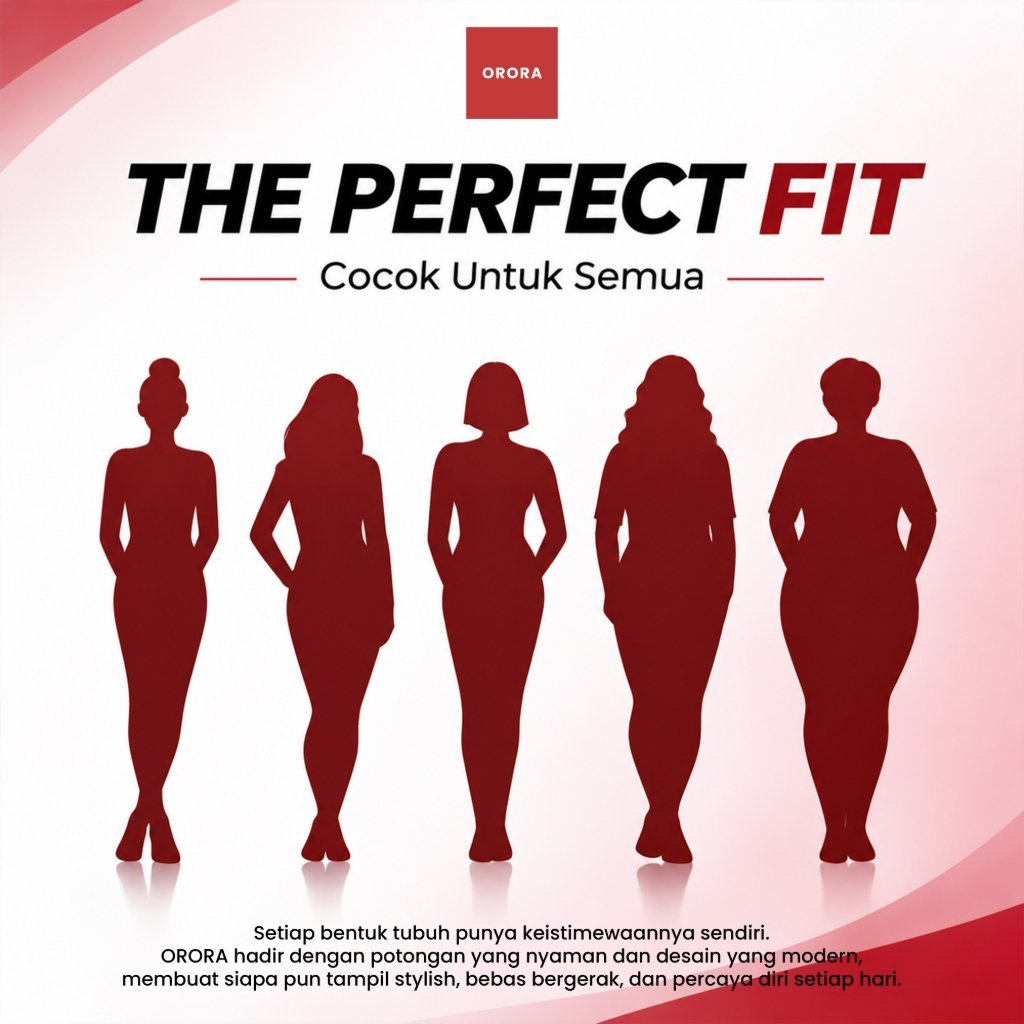 ORORA
THE PERFECT FIT
Cocok Untuk Semua
Setiap bentuk tubuh punya keistimewaannya sendiri.
ORORA hadir dengan potongan yang nyaman dan desain yang modern,
membuat siapa pun tampil stylish, bebas bergerak, dan percaya diri setiap hari.